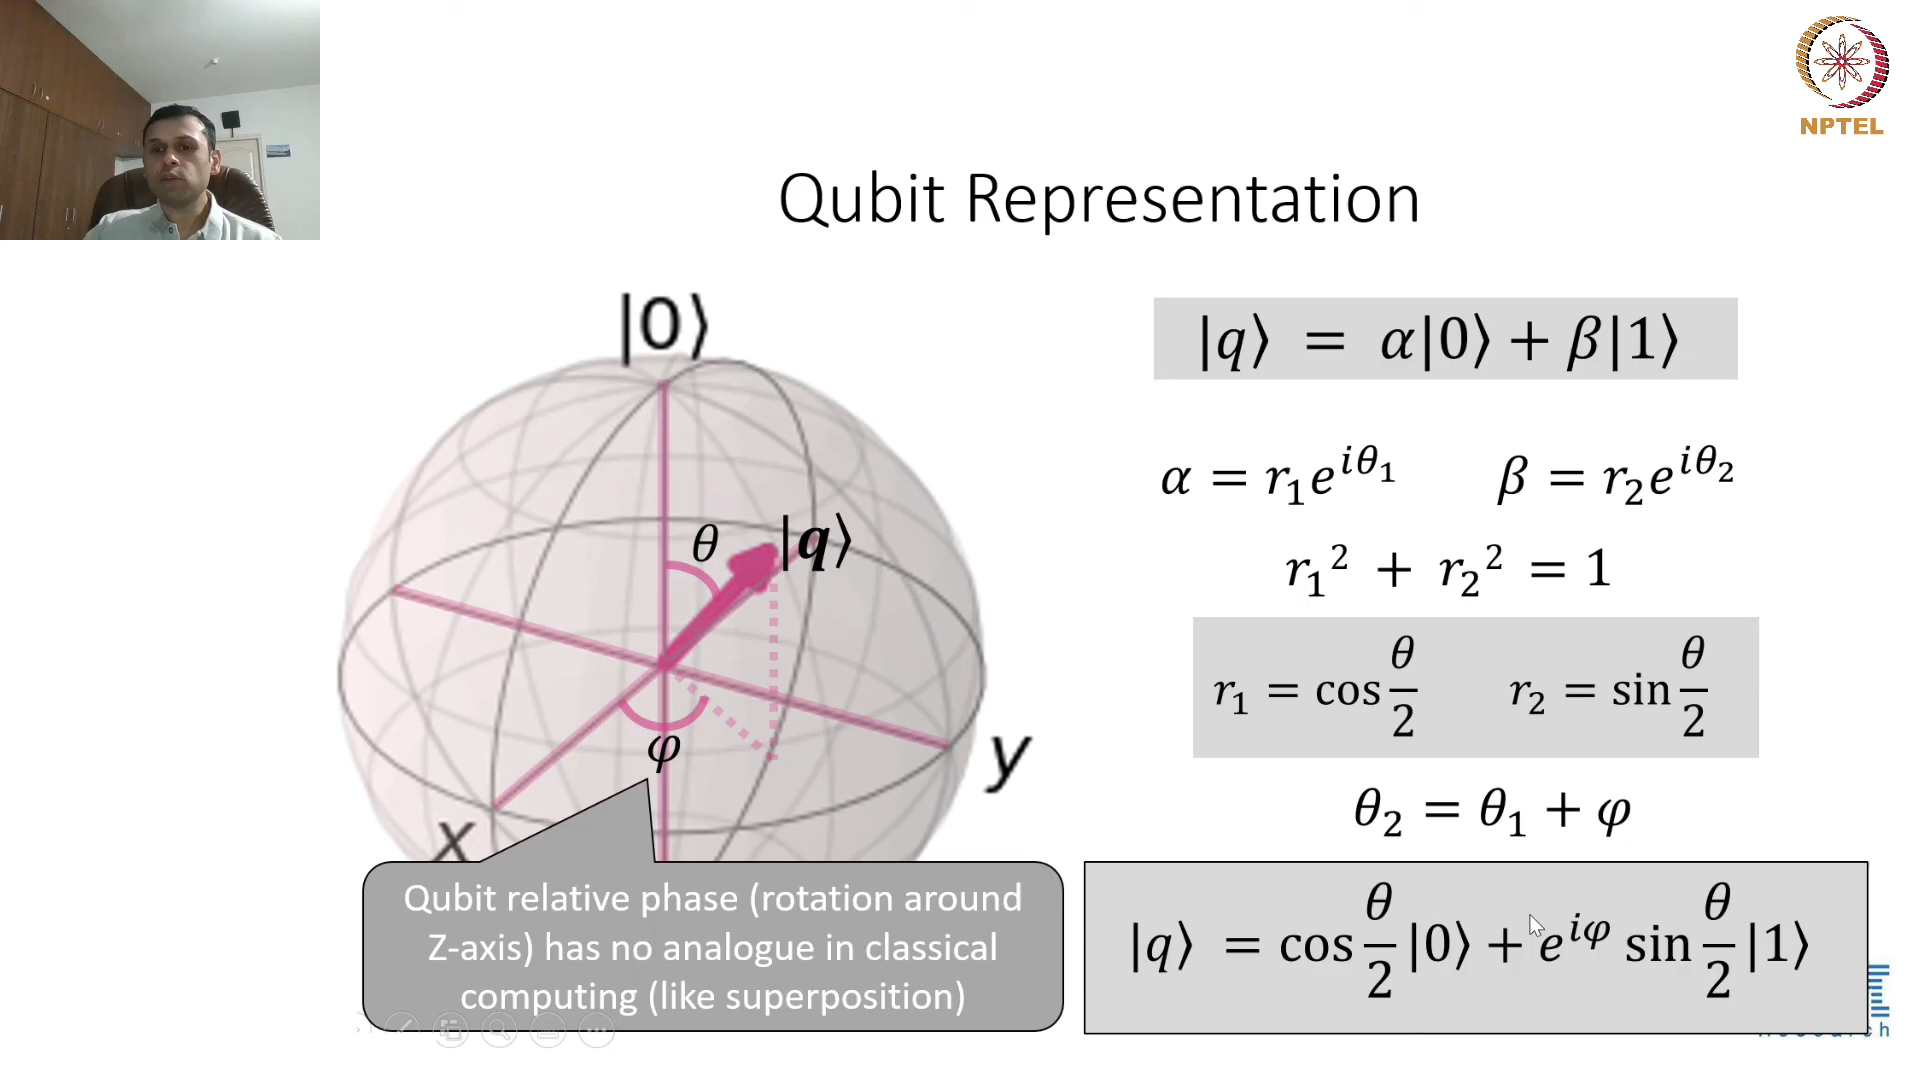 NPTEL
Qubit Representation
|0⟩
|q⟩ = α|0⟩ + β|1⟩
α = r₁e^{iθ₁} β = r₂e^{iθ₂}
θ
|q⟩
r₁² + r₂² = 1
r₁ = cos θ/2 r₂ = sin θ/2
φ
y
x
θ₂ = θ₁ + φ
Qubit relative phase (rotation around
Z-axis) has no analogue in classical
computing (like superposition)
|q⟩ = cos θ/2 |0⟩ + e^{iφ} sin θ/2 |1⟩